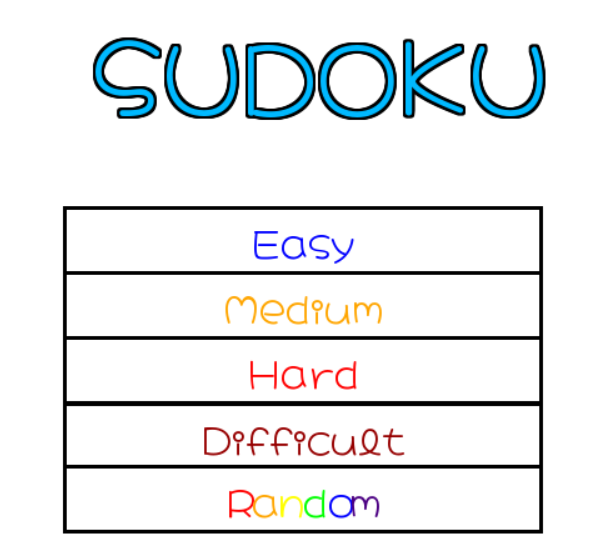 SUDOKU
Easy
Medium
Hard
Difficult
Random